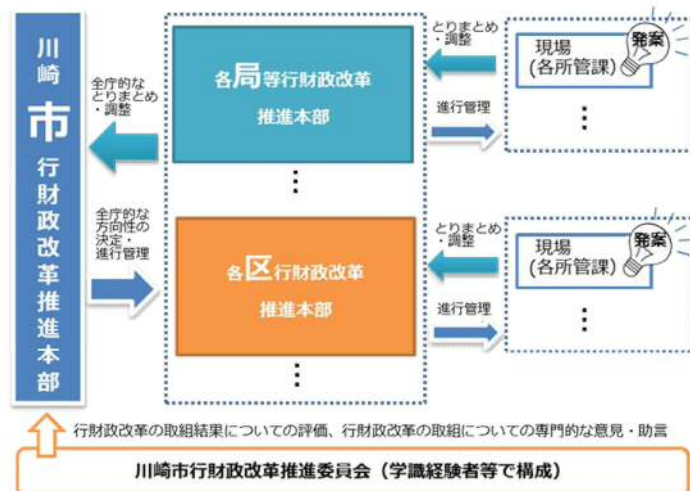 川崎市行財政改革推進本部
全庁的な
とりまとめ
・調整
全庁的な
方向性の
決定・
進行管理
各局等行財政改革
推進本部
⋮
各区行財政改革
推進本部
⋮
とりまとめ
・調整
進行管理
発案
現場
(各所管課)
⋮
とりまとめ
・調整
進行管理
発案
現場
(各所管課)
⋮
行財政改革の取組結果についての評価、行財政改革の取組についての専門的な意見・助言
川崎市行財政改革推進委員会（学識経験者等で構成）